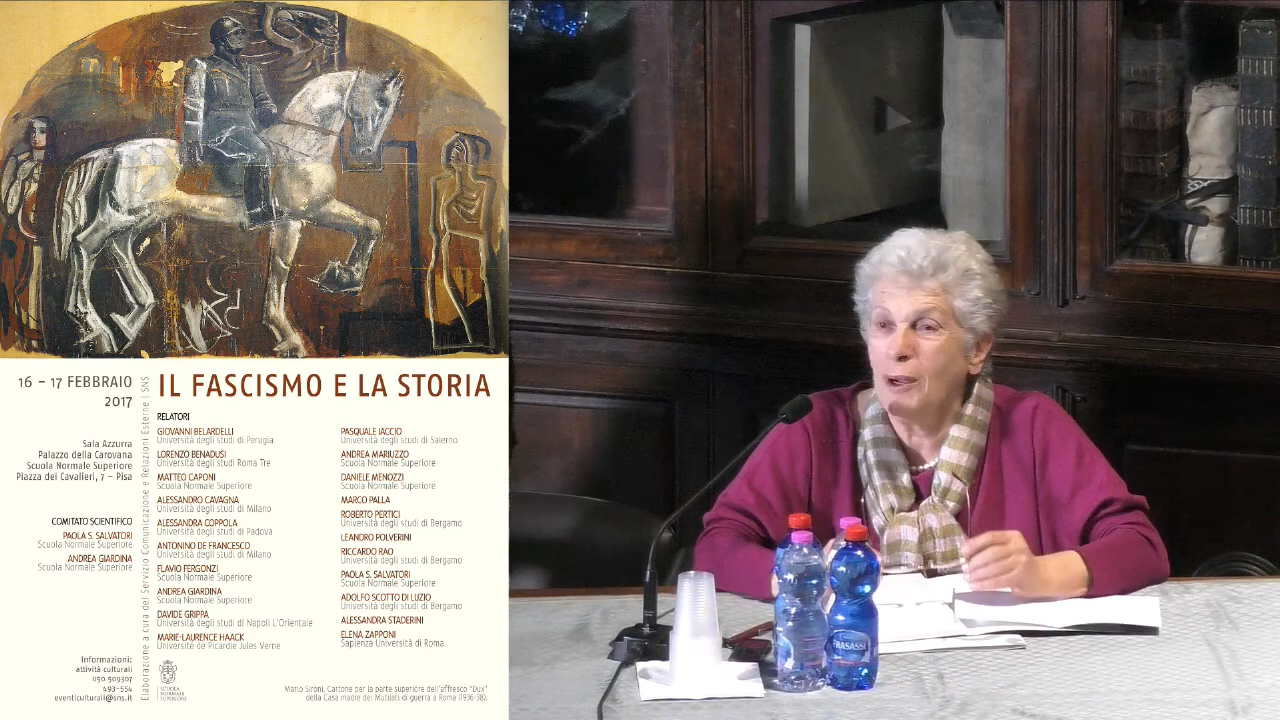 16 – 17 FEBBRAIO
2017
Sala Azzurra
Palazzo della Carovana
Scuola Normale Superiore
Piazza dei Cavalieri, 7 – Pisa
COMITATO SCIENTIFICO
PAOLA S. SALVATORI
Scuola Normale Superiore
ANDREA GIARDINA
Scuola Normale Superiore
Informazioni:
attività culturali
050 509307
493-554
eventiculturali@sns.it
Elaborazione a cura del Servizio Comunicazione e Relazioni Esterne | SNS
IL FASCISMO E LA STORIA
RELATORI
GIOVANNI BELARDELLI
Università degli studi di Perugia
LORENZO BENADUSI
Università degli studi Roma Tre
MATTEO CAPONI
Scuola Normale Superiore
ALESSANDRO CAVAGNA
Università degli studi di Milano
ALESSANDRA COPPOLA
Università degli studi di Padova
ANTONINO DE FRANCESCO
Università degli studi di Milano
FLAVIO FERGONZI
Scuola Normale Superiore
ANDREA GIARDINA
Scuola Normale Superiore
DAVIDE GRIPPA
Università degli studi di Napoli L'Orientale
MARIE-LAURENCE HAACK
Université de Picardie Jules Verne
PASQUALE IACCIO
Università degli studi di Salerno
ANDREA MARIUZZO
Scuola Normale Superiore
DANIELE MENOZZI
Scuola Normale Superiore
MARCO PALLA
ROBERTO PERTICI
Università degli studi di Bergamo
LEANDRO POLVERINI
RICCARDO RAO
Università degli studi di Bergamo
PAOLA S. SALVATORI
Scuola Normale Superiore
ADOLFO SCOTTO DI LUZIO
Università degli studi di Bergamo
ALESSANDRA STADERINI
ELENA ZAPPONI
Sapienza Università di Roma
SCUOLA
NORMALE
SUPERIORE
Mario Sironi, Cartone per la parte superiore dell'affresco "Dux"
della Casa madre dei Mutilati di guerra a Roma (1936-38).
FRASASSI